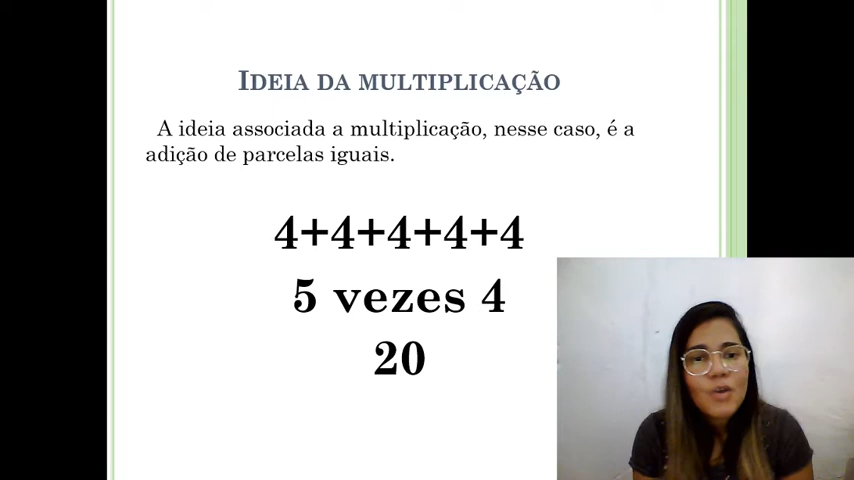 IDEIA DA MULTIPLICAÇÃO
A ideia associada a multiplicação, nesse caso, é a
adição de parcelas iguais.
4+4+4+4+4
5 vezes 4
20